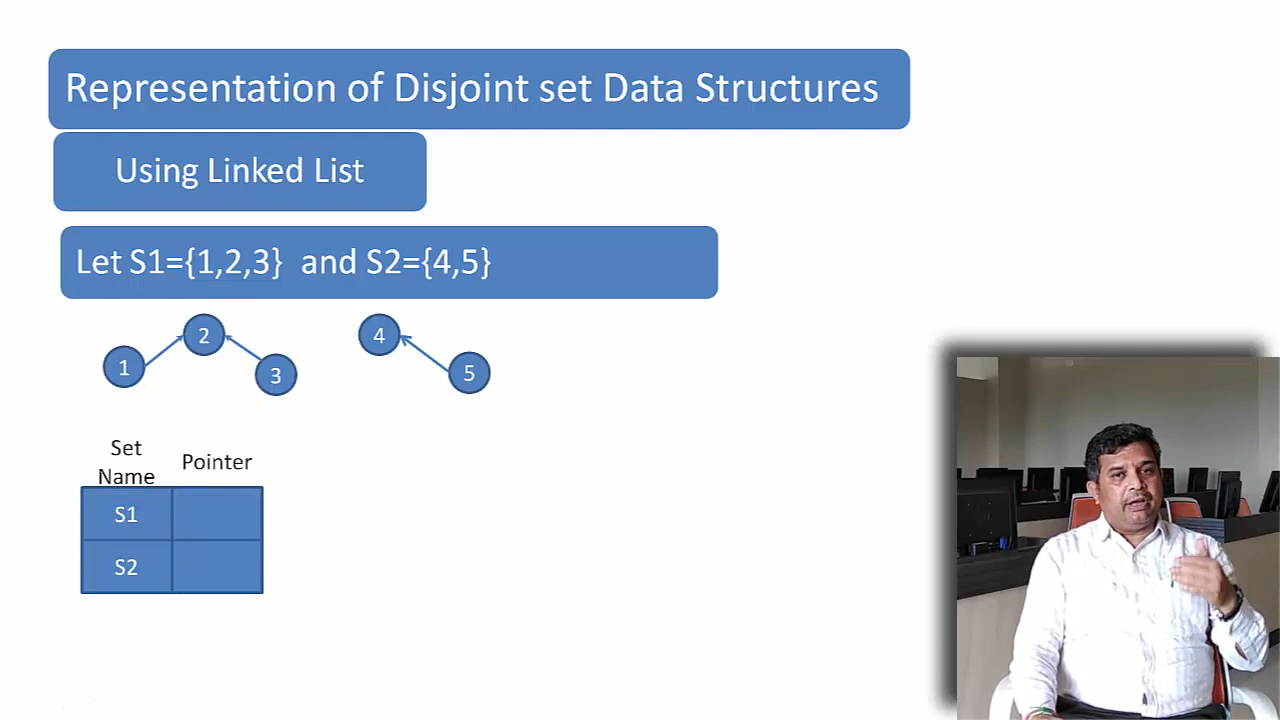 Representation of Disjoint set Data Structures
Using Linked List
Let S1={1,2,3} and S2={4,5}
2
4
1
3
5
Set
Name
Pointer
S1
S2